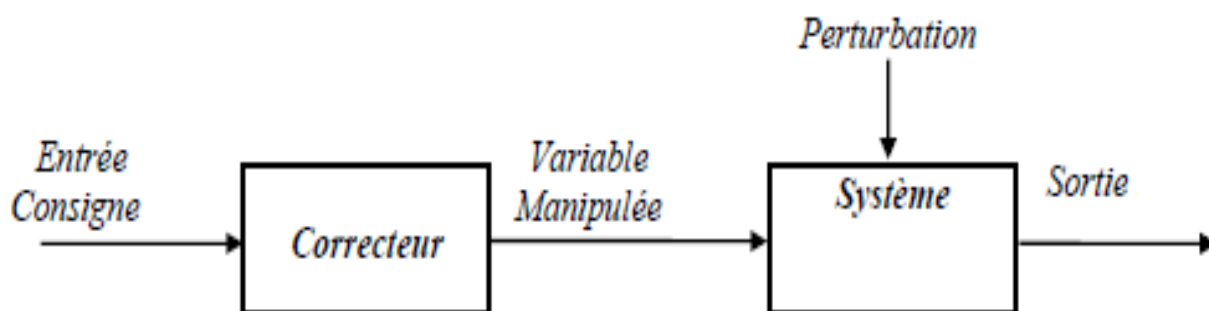 Perturbation
Entrée
Consigne
Correcteur
Variable
Manipulée
Système
Sortie